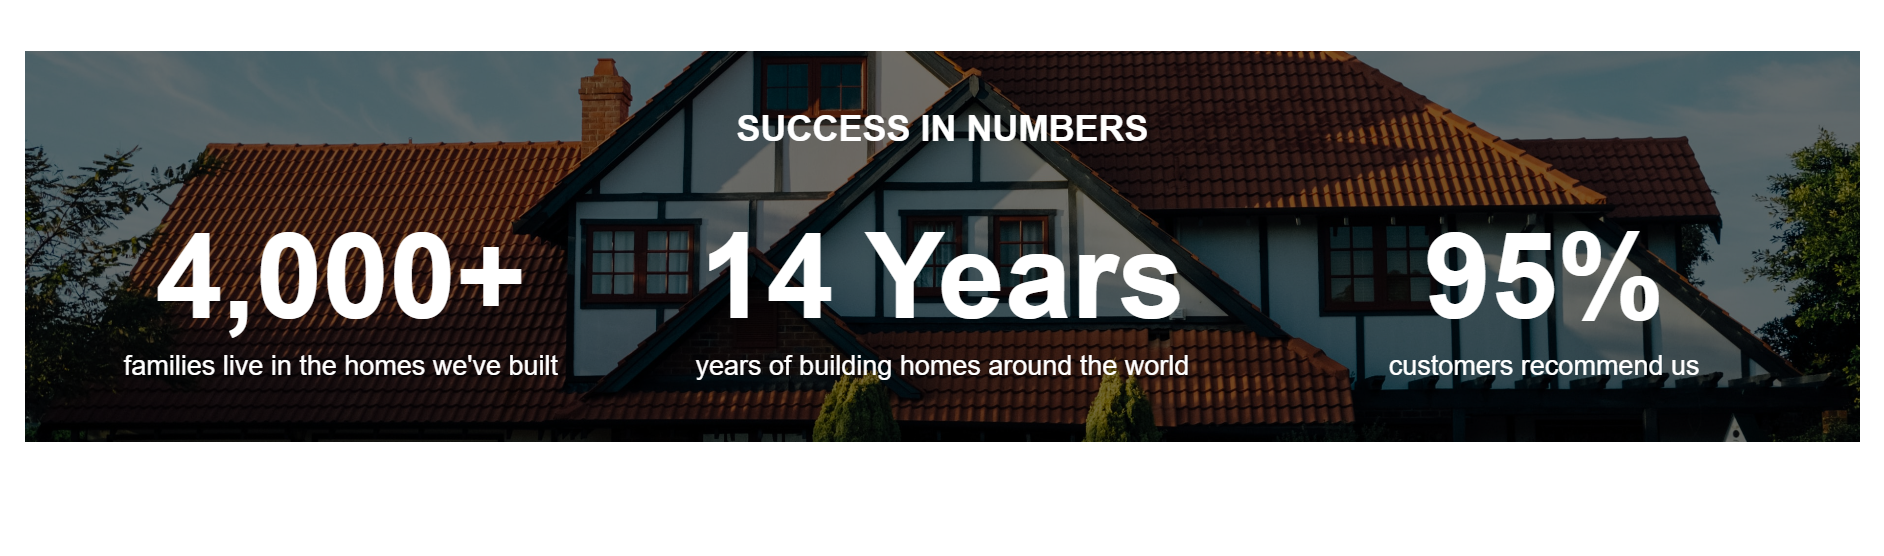 SUCCESS IN NUMBERS
4,000+
families live in the homes we've built
14 Years
years of building homes around the world
95%
customers recommend us